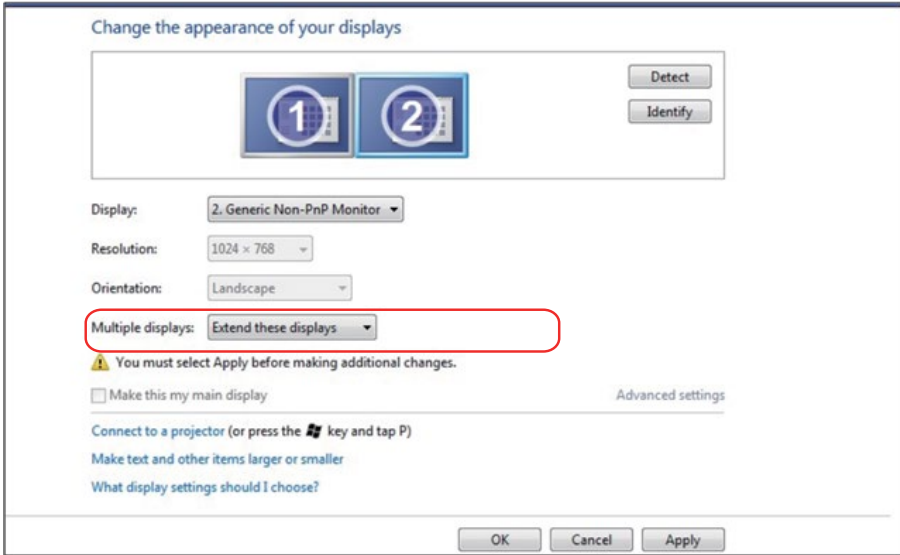 Change the appearance of your displays
1
2
Detect
Identify
Display: 2. Generic Non-PnP Monitor
Resolution: 1024 × 768
Orientation: Landscape
Multiple displays: Extend these displays
You must select Apply before making additional changes.
Make this my main display Advanced settings
Connect to a projector (or press the key and tap P)
Make text and other items larger or smaller
What display settings should I choose?
OK Cancel Apply